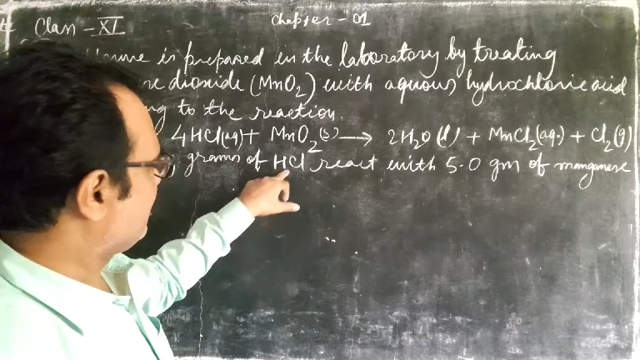 Class - XI Chapter - 01
is prepared in the laboratory by treating
dioxide (MnO2) with aqueous hydrochloric acid
to the reaction.
4HCl(aq) + MnO2(s) → 2H2O(l) + MnCl2(aq.) + Cl2(g)
grams of HCl react with 5.0 gm of manganese